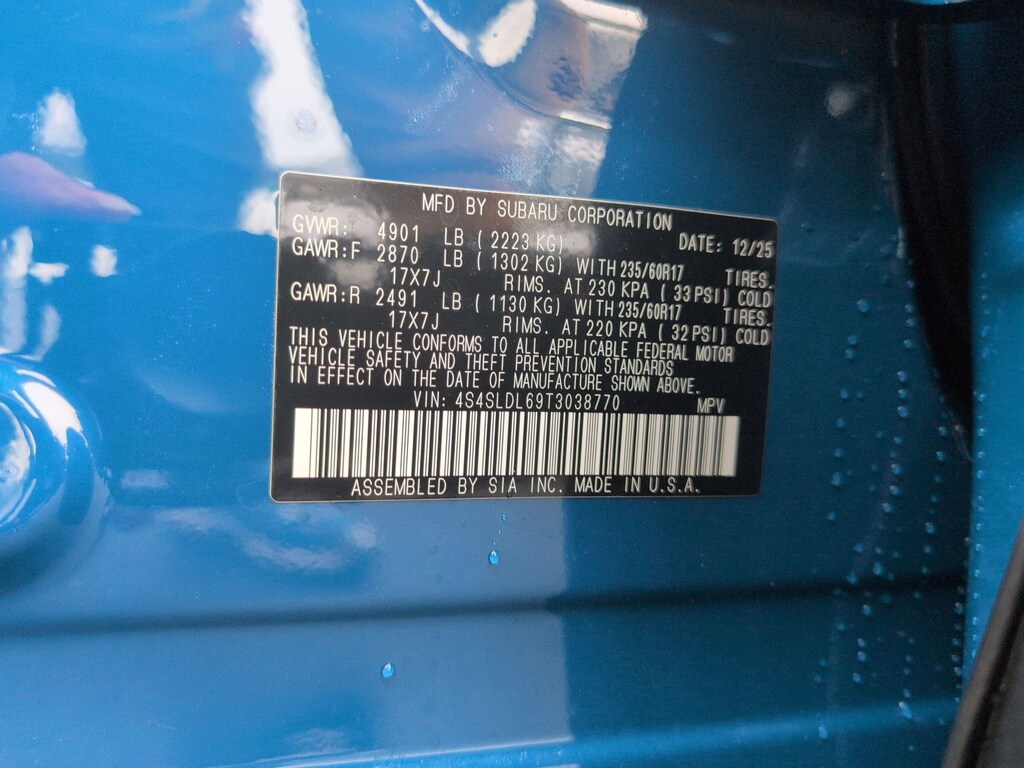 MFD BY SUBARU CORPORATION
GVWR: 4901 LB ( 2223 KG) DATE: 12/25
GAWR:F 2870 LB ( 1302 KG) WITH 235/60R17 TIRES.
17X7J RIMS. AT 230 KPA ( 33 PSI) COLD
GAWR:R 2491 LB ( 1130 KG) WITH 235/60R17 TIRES.
17X7J RIMS. AT 220 KPA ( 32 PSI) COLD
THIS VEHICLE CONFORMS TO ALL APPLICABLE FEDERAL MOTOR
VEHICLE SAFETY AND THEFT PREVENTION STANDARDS
IN EFFECT ON THE DATE OF MANUFACTURE SHOWN ABOVE.
VIN: 4S4SLDL69T3038770 MPV
ASSEMBLED BY SIA INC. MADE IN U.S.A.